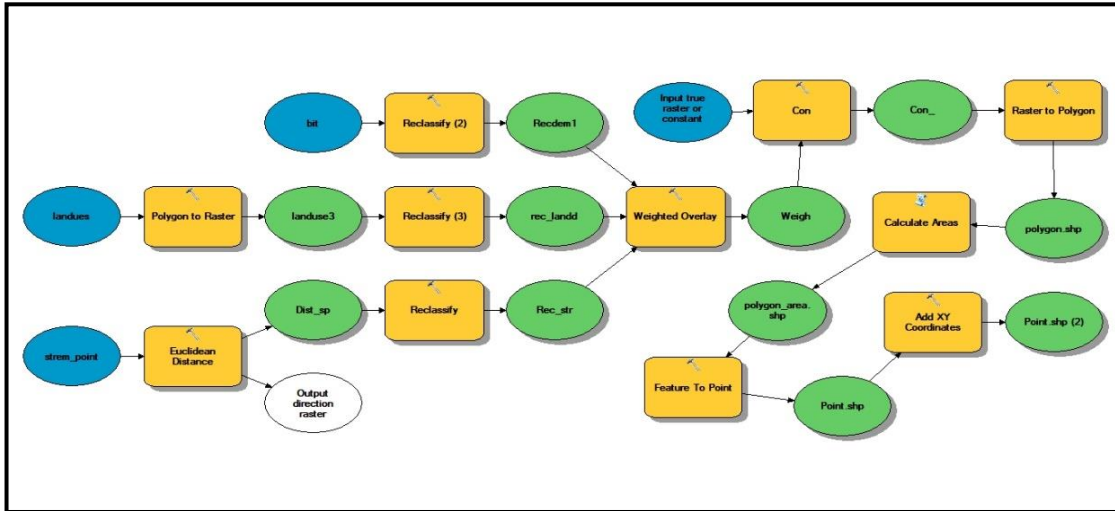 bit
Reclassify (2)
Recdem1
Input true
raster or
constant
Con
Con_
Raster to Polygon
landues
Polygon to Raster
landuse3
Reclassify (3)
rec_landd
Weighted Overlay
Weigh
Calculate Areas
polygon.shp
strem_point
Euclidean
Distance
Dist_sp
Reclassify
Rec_str
Output
direction
raster
polygon_area.
shp
Feature To Point
Point.shp
Add XY
Coordinates
Point.shp (2)